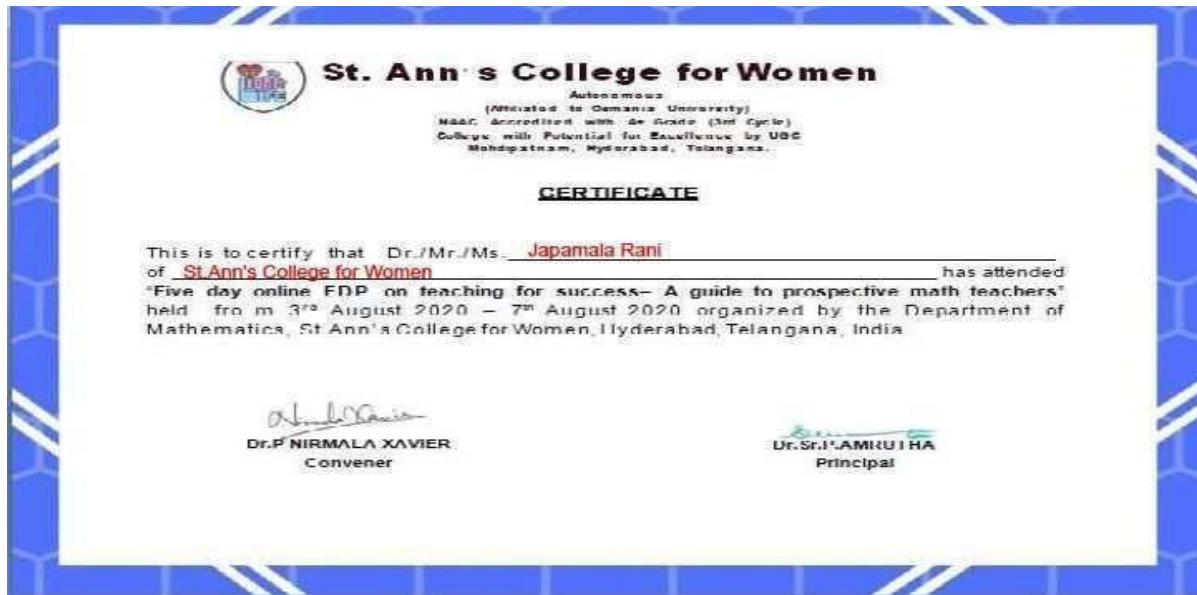 St. Ann's College for Women
Autonomous
(Affiliated to Osmania University)
NAAC Accredited with A+ Grade (3rd Cycle)
College with Potential for Excellence by UGC
Mehdipatnam, Hyderabad, Telangana.
CERTIFICATE
This is to certify that Dr./Mr./Ms. Japamala Rani
of St.Ann's College for Women has attended
"Five day online FDP on teaching for success– A guide to prospective math teachers"
held fro m 3rd August 2020 – 7th August 2020 organized by the Department of
Mathematics, St Ann's College for Women, Hyderabad, Telangana, India
Dr.P NIRMALA XAVIER
Convener
Dr.Sr.P.AMRUTHA
Principal